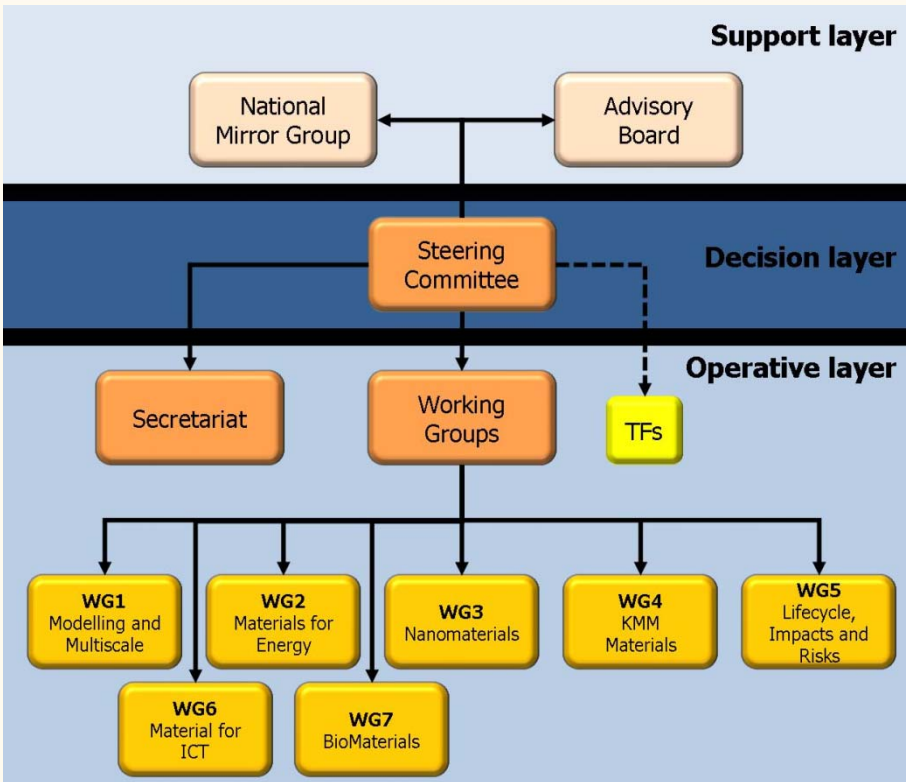 Support layer
National
Mirror Group
Advisory
Board
Steering
Committee
Decision layer
Operative layer
Secretariat
Working
Groups
TFs
WG1
Modelling and
Multiscale
WG2
Materials for
Energy
WG3
Nanomaterials
WG4
KMM
Materials
WG5
Lifecycle,
Impacts and
Risks
WG6
Material for
ICT
WG7
BioMaterials